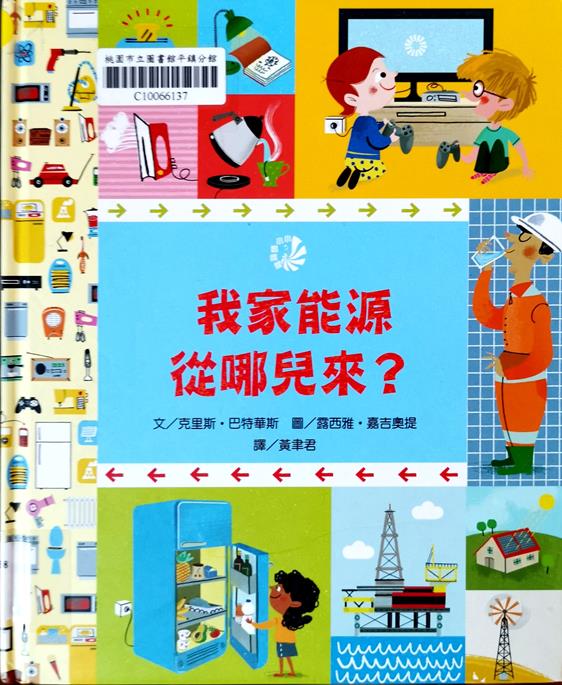 桃園市立圖書館平鎮分館
C10066137
我家能源
從哪兒來？
文／克里斯・巴特華斯 圖／露西雅・嘉吉奧提
譯／黃聿君